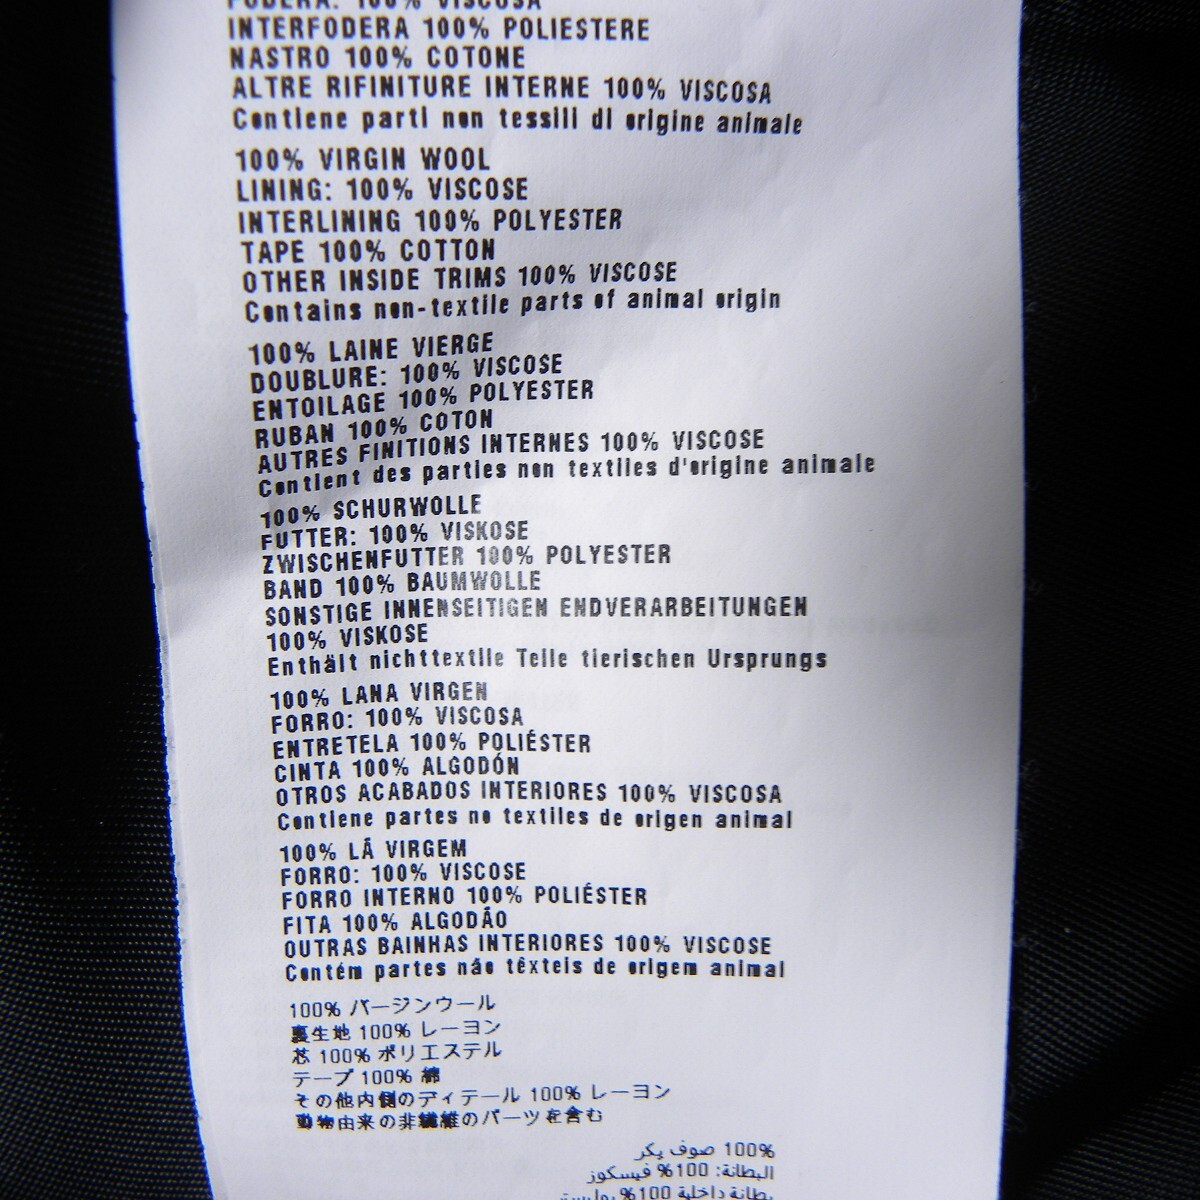 FODERA: 100% VISCOSA
INTERFODERA 100% POLIESTERE
NASTRO 100% COTONE
ALTRE RIFINITURE INTERNE 100% VISCOSA
Contiene parti non tessili di origine animale
100% VIRGIN WOOL
LINING: 100% VISCOSE
INTERLINING 100% POLYESTER
TAPE 100% COTTON
OTHER INSIDE TRIMS 100% VISCOSE
Contains non-textile parts of animal origin
100% LAINE VIERGE
DOUBLURE: 100% VISCOSE
ENTOILAGE 100% POLYESTER
RUBAN 100% COTON
AUTRES FINITIONS INTERNES 100% VISCOSE
Contient des parties non textiles d'origine animale
100% SCHURWOLLE
FUTTER: 100% VISKOSE
ZWISCHENFUTTER 100% POLYESTER
BAND 100% BAUMWOLLE
SONSTIGE INNENSEITIGEN ENDVERARBEITUNGEN
100% VISKOSE
Enthält nichttextile Teile tierischen Ursprungs
100% LANA VIRGEN
FORRO: 100% VISCOSA
ENTRETELA 100% POLIÉSTER
CINTA 100% ALGODÓN
OTROS ACABADOS INTERIORES 100% VISCOSA
Contiene partes no textiles de origen animal
100% LÃ VIRGEM
FORRO: 100% VISCOSE
FORRO INTERNO 100% POLIÉSTER
FITA 100% ALGODÃO
OUTRAS BAINHAS INTERIORES 100% VISCOSE
Contém partes não têxteis de origem animal
100% バージンウール
裏生地 100% レーヨン
芯 100% ポリエステル
テープ 100% 綿
その他内側のディテール 100% レーヨン
動物由来の非繊維のパーツを含む
100% صوف بكر
البطانة: 100% فيسكوز
بطانة داخلية 100%